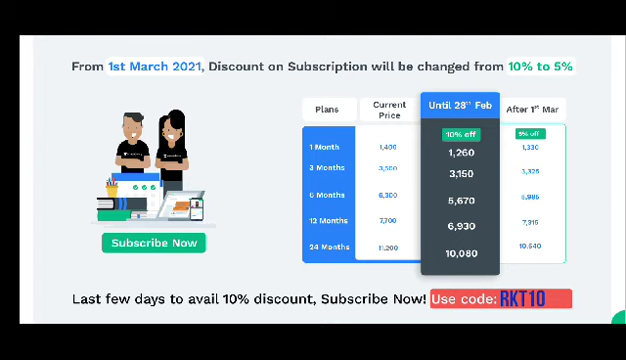 From 1st March 2021, Discount on Subscription will be changed from 10% to 5%
Plans Current Price Until 28th Feb After 1st Mar
10% off 5% off
1 Month 1,400 1,260 1,330
3 Months 3,500 3,150 3,325
6 Months 6,300 5,670 5,985
12 Months 7,700 6,930 7,315
24 Months 11,200 10,080 10,640
Subscribe Now
Last few days to avail 10% discount, Subscribe Now! Use code: RKT10